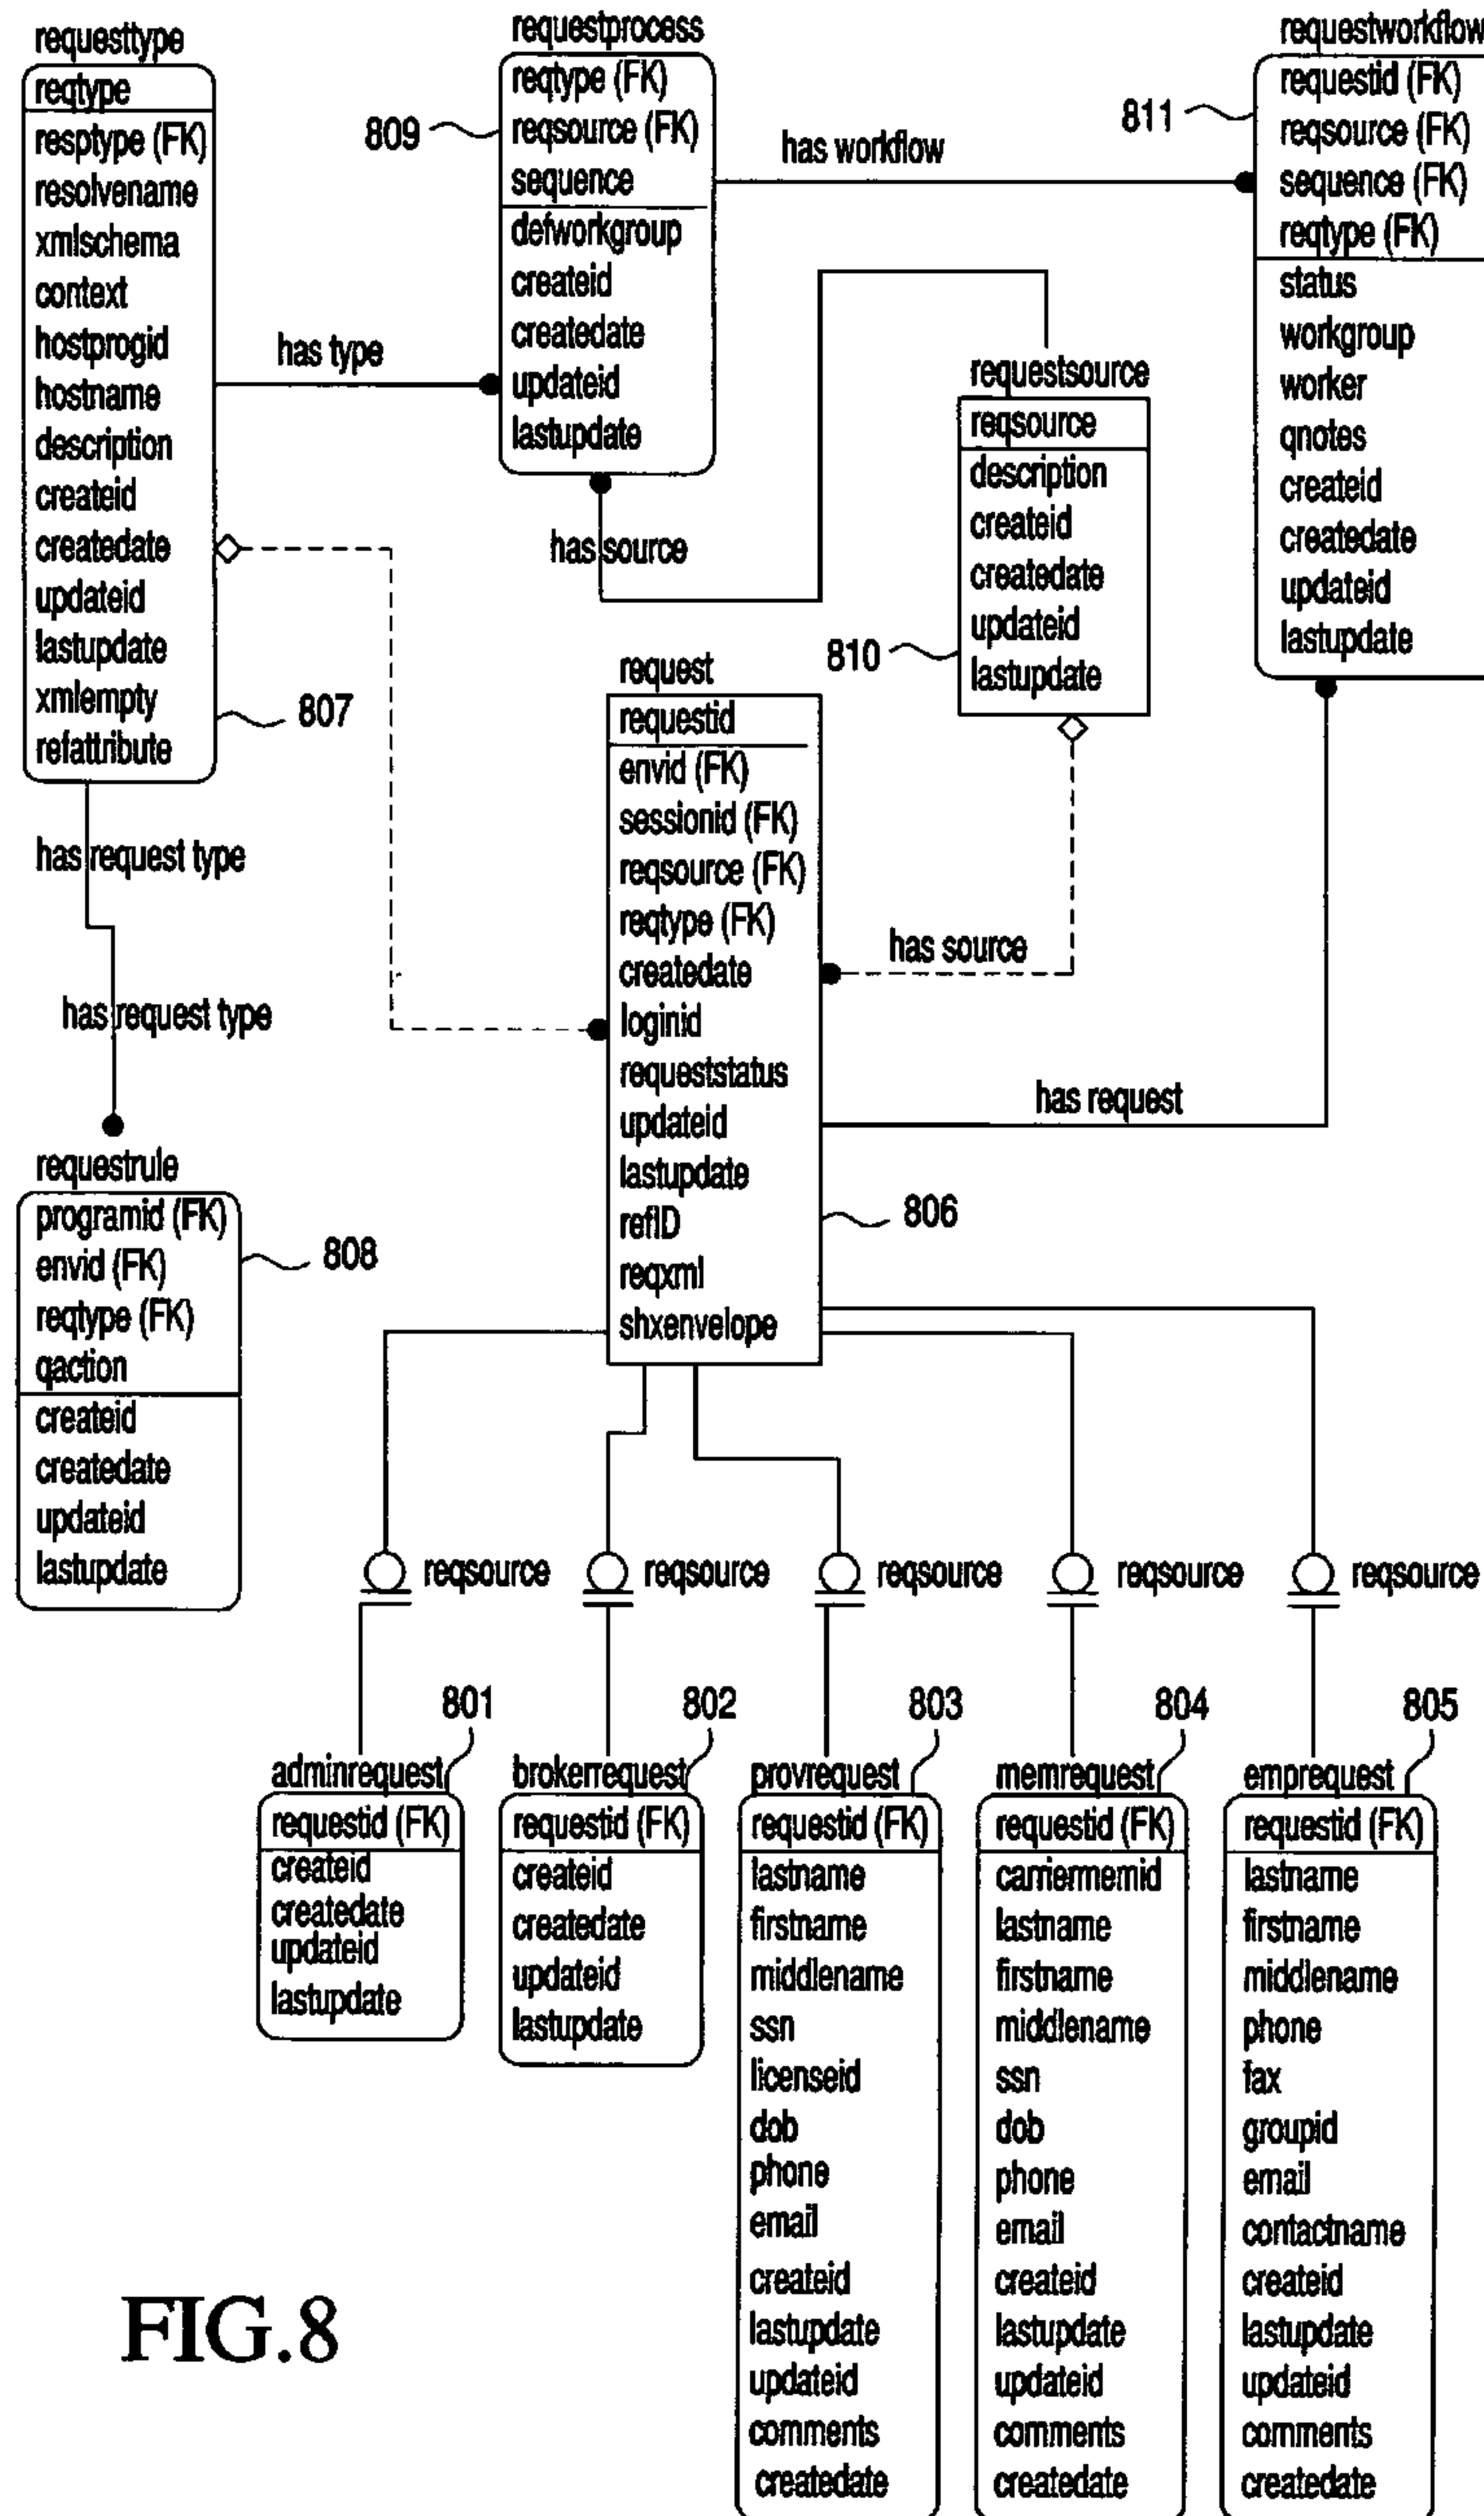 requesttype
reqtype
resptype (FK)
resolvename
xmlschema
context
hostprogid
hostname
description
createid
createdate
updateid
lastupdate
xmlempty
refattribute
807
has type
requestprocess
reqtype (FK)
reqsource (FK)
sequence
defworkgroup
createid
createdate
updateid
lastupdate
809
has workflow
has source
requestsource
reqsource
description
createid
createdate
updateid
lastupdate
810
requestworkflow
requestid (FK)
reqsource (FK)
sequence (FK)
reqtype (FK)
status
workgroup
worker
qnotes
createid
createdate
updateid
lastupdate
811
has request type
has request type
requestrule
programid (FK)
envid (FK)
reqtype (FK)
qaction
createid
createdate
updateid
lastupdate
808
request
requestid
envid (FK)
sessionid (FK)
reqsource (FK)
reqtype (FK)
createdate
loginid
requeststatus
updateid
lastupdate
refID
reqxml
shxenvelope
806
has source
has request
reqsource
reqsource
reqsource
reqsource
reqsource
801
adminrequest
requestid (FK)
createid
createdate
updateid
lastupdate
802
brokerrequest
requestid (FK)
createid
createdate
updateid
lastupdate
803
provrequest
requestid (FK)
lastname
firstname
middlename
ssn
licenseid
dob
phone
email
createid
lastupdate
updateid
comments
createdate
804
memrequest
requestid (FK)
carriermemid
lastname
firstname
middlename
ssn
dob
phone
email
createid
lastupdate
updateid
comments
createdate
805
emprequest
requestid (FK)
lastname
firstname
middlename
phone
fax
groupid
email
contactname
createid
lastupdate
updateid
comments
createdate
FIG.8